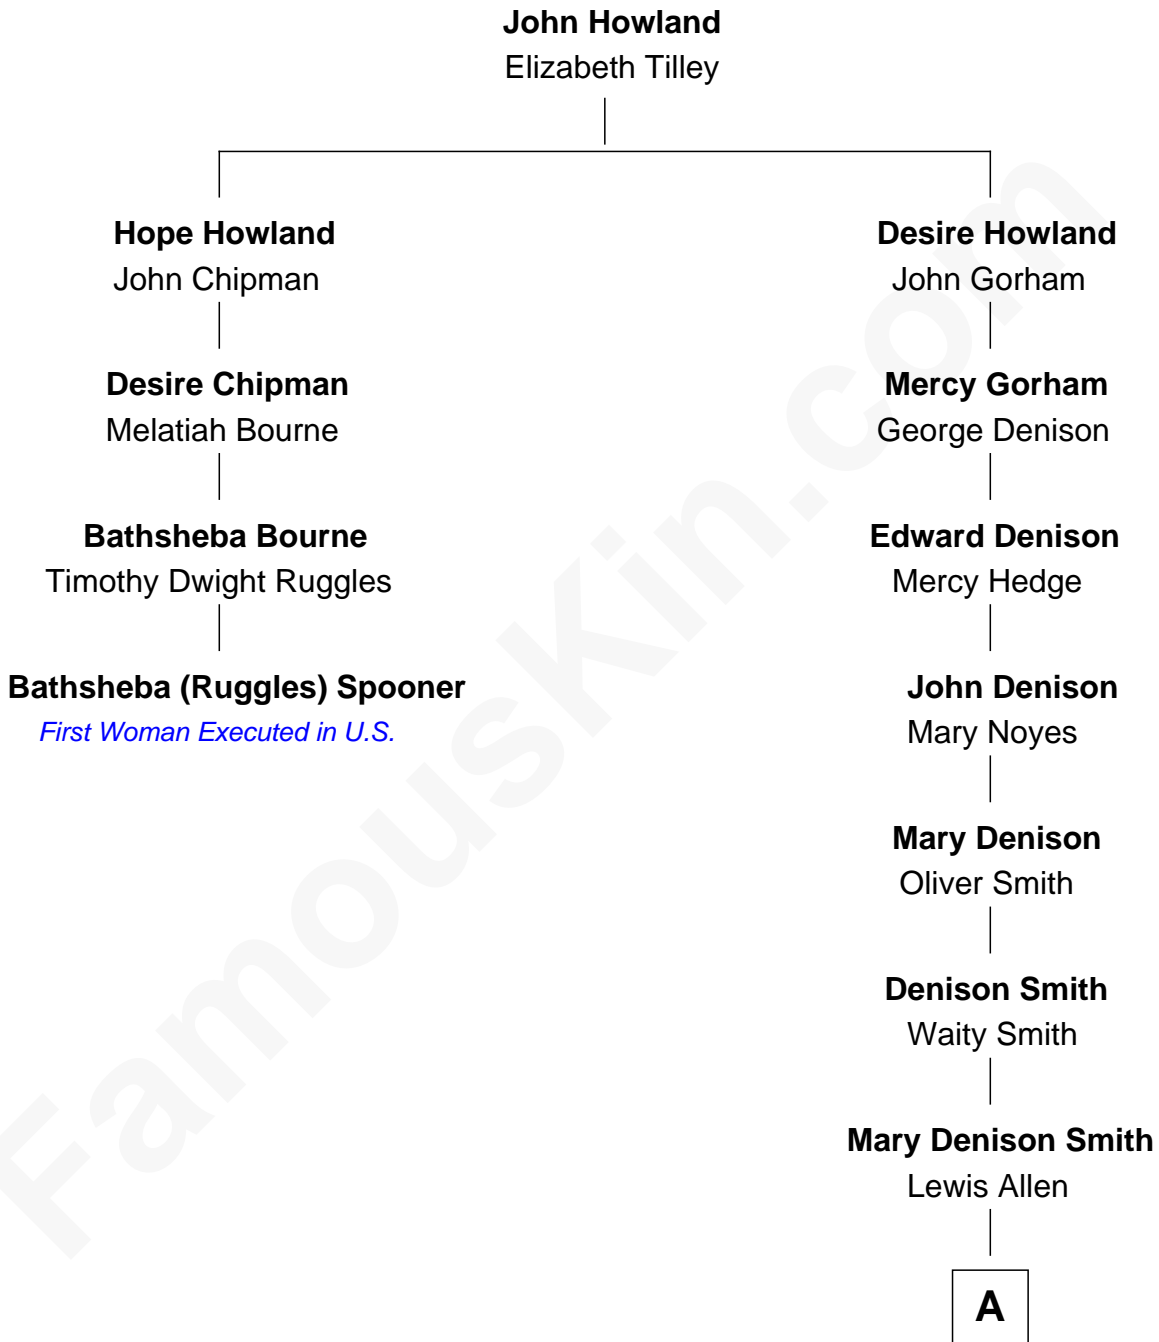 John Howland
Elizabeth Tilley
Hope Howland
John Chipman
Desire Chipman
Melatiah Bourne
Bathsheba Bourne
Timothy Dwight Ruggles
Bathsheba (Ruggles) Spooner
First Woman Executed in U.S.
Desire Howland
John Gorham
Mercy Gorham
George Denison
Edward Denison
Mercy Hedge
John Denison
Mary Noyes
Mary Denison
Oliver Smith
Denison Smith
Waity Smith
Mary Denison Smith
Lewis Allen
A
FamousKin.com